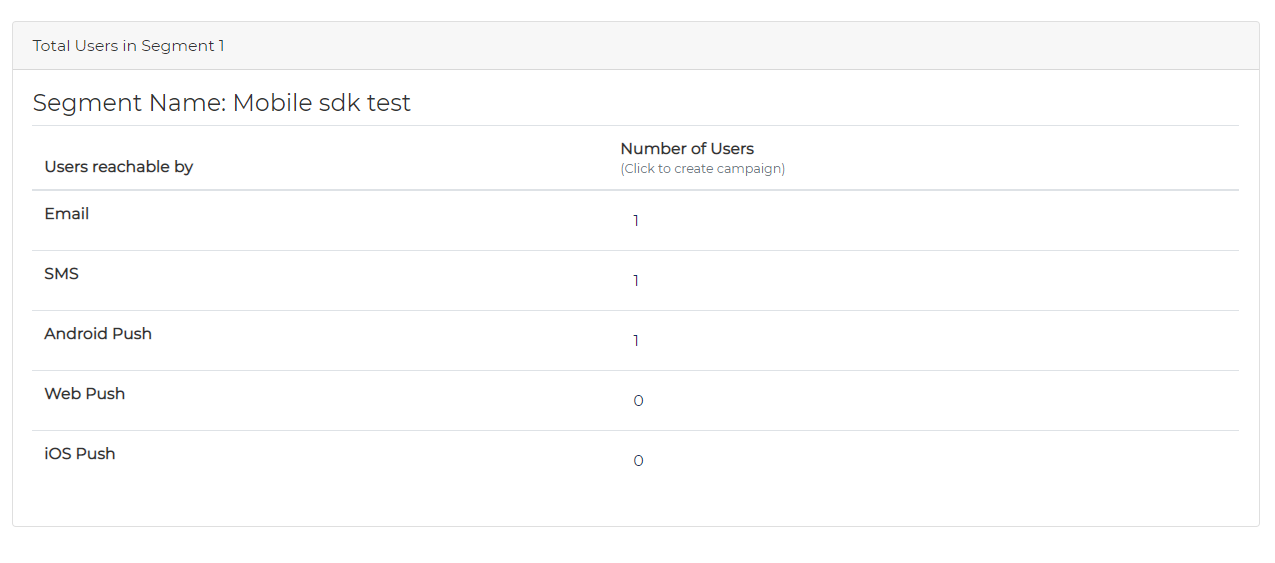 Total Users in Segment 1
Segment Name: Mobile sdk test
Users reachable by
Number of Users
(Click to create campaign)
Email
1
SMS
1
Android Push
1
Web Push
0
iOS Push
0